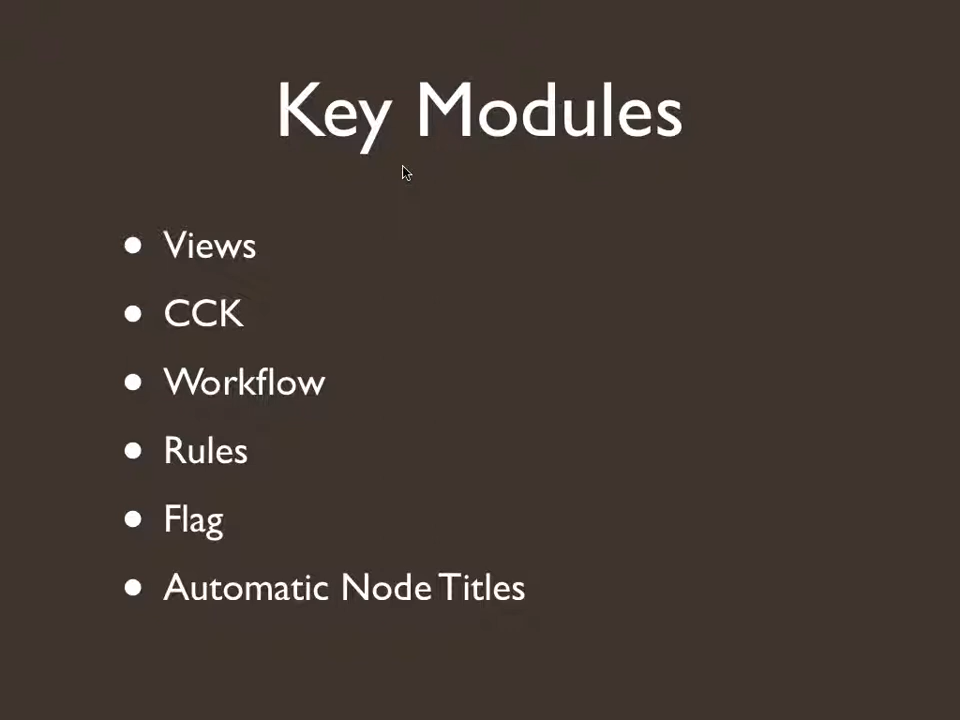 Key Modules
• Views
• CCK
• Workflow
• Rules
• Flag
• Automatic Node Titles